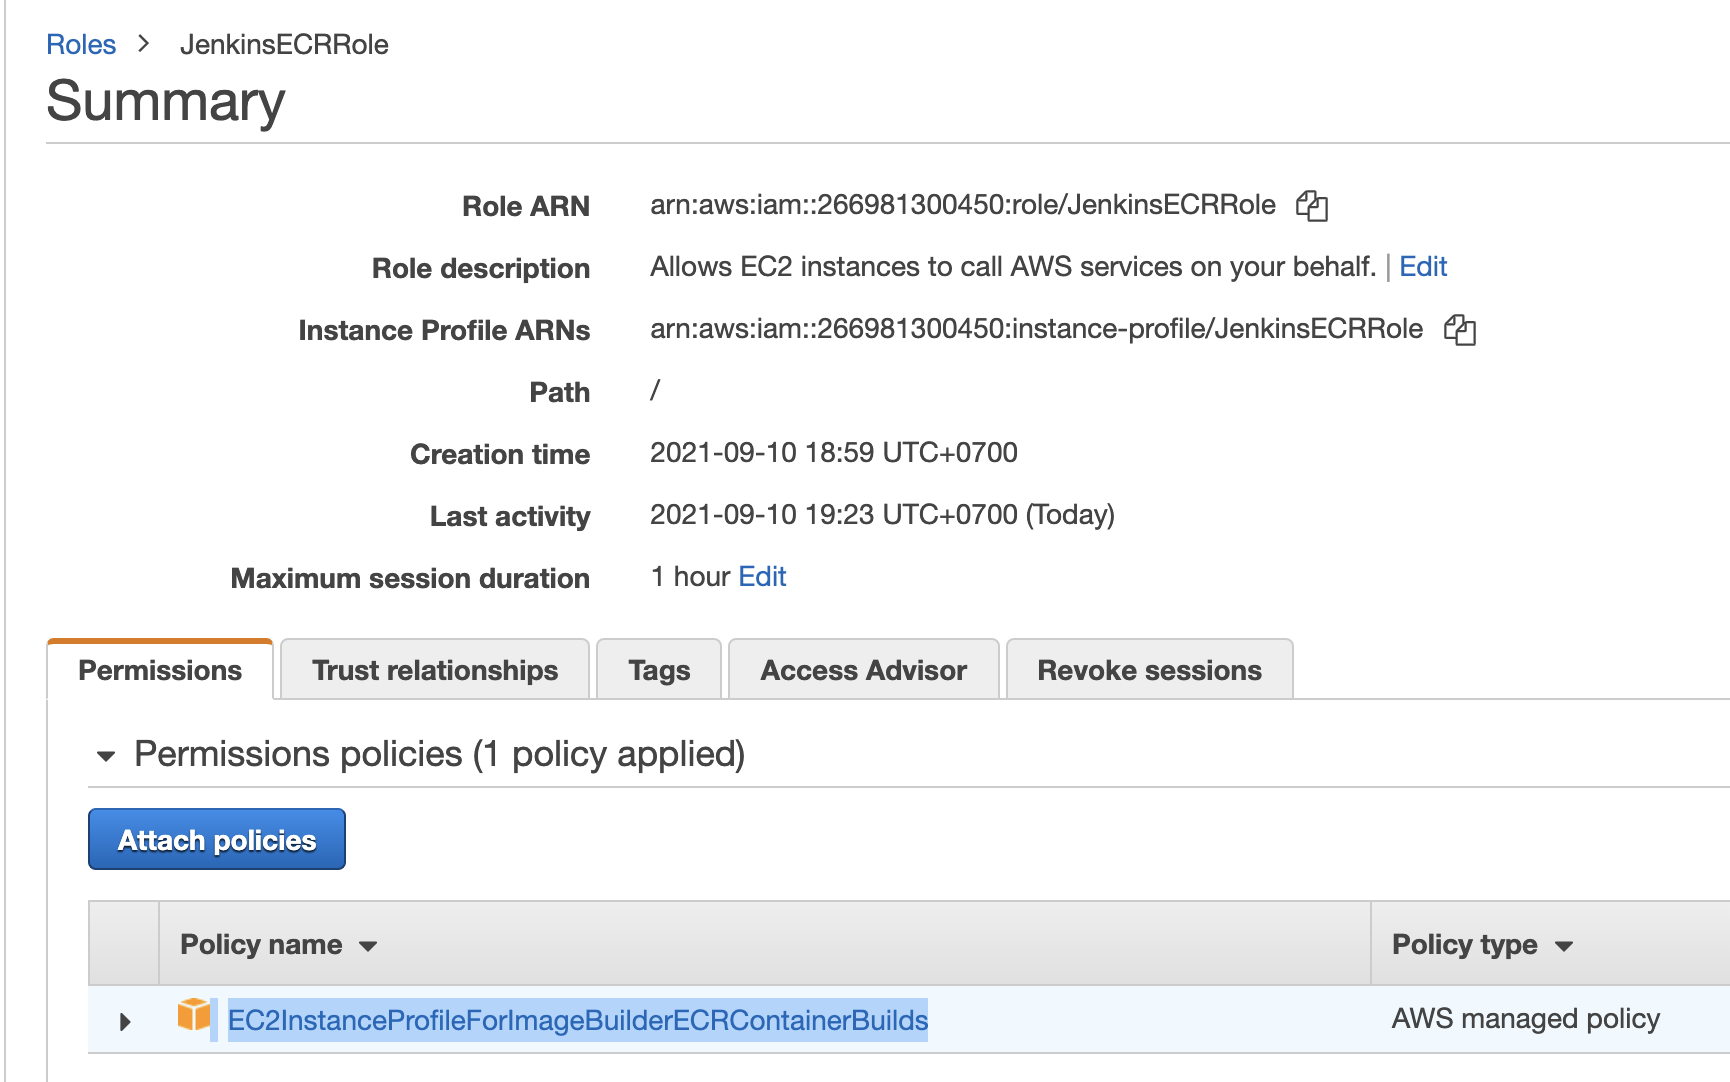 Roles > JenkinsECRRole
Summary
Role ARN arn:aws:iam::266981300450:role/JenkinsECRRole
Role description Allows EC2 instances to call AWS services on your behalf. | Edit
Instance Profile ARNs arn:aws:iam::266981300450:instance-profile/JenkinsECRRole
Path /
Creation time 2021-09-10 18:59 UTC+0700
Last activity 2021-09-10 19:23 UTC+0700 (Today)
Maximum session duration 1 hour Edit
Permissions Trust relationships Tags Access Advisor Revoke sessions
Permissions policies (1 policy applied)
Attach policies
Policy name Policy type
EC2InstanceProfileForImageBuilderECRContainerBuilds AWS managed policy